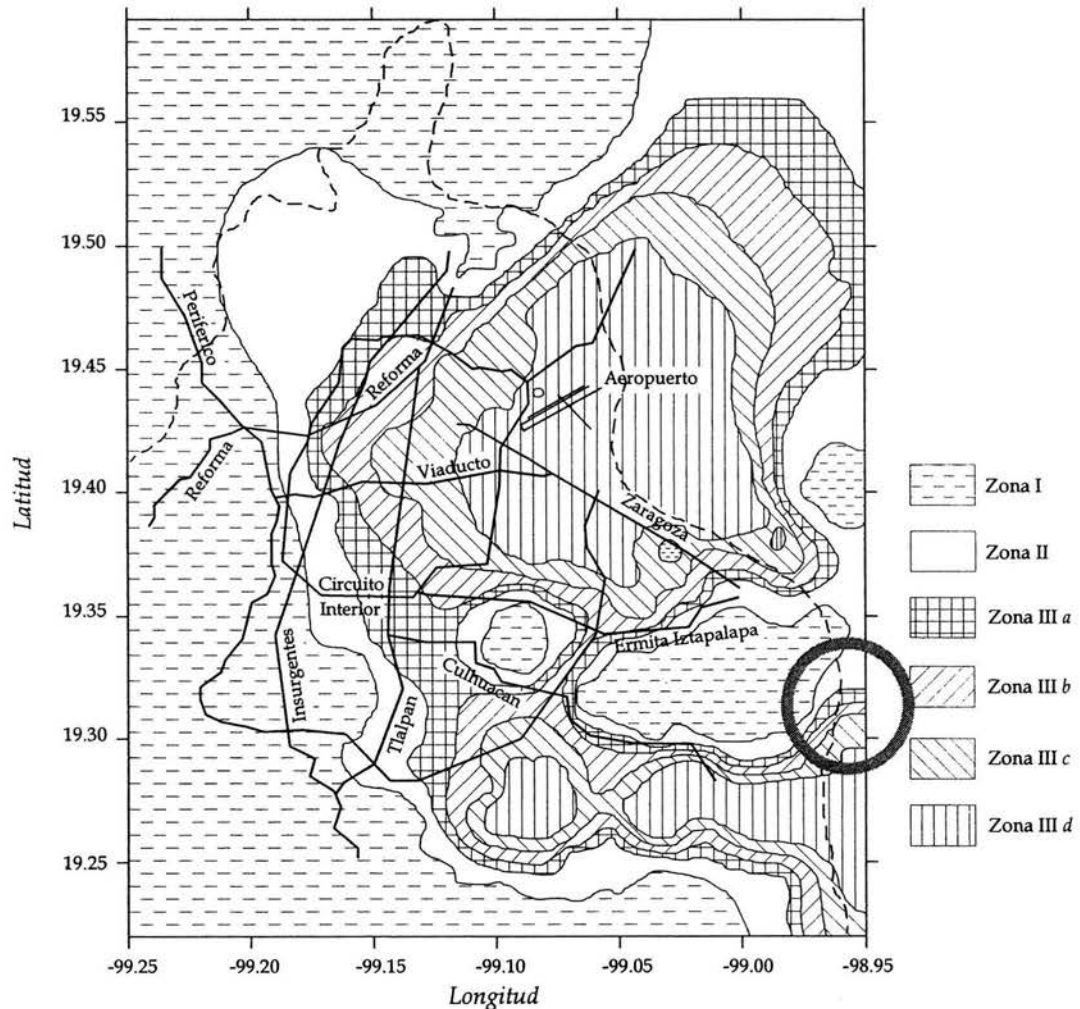 19.55
19.50
19.45
19.40
19.35
19.30
19.25
Latitud
-99.25
-99.20
-99.15
-99.10
-99.05
-99.00
-98.95
Longitud
Periferico
Reforma
Reforma
Aeropuerto
Viaducto
Zaragoza
Circuito
Interior
Ermita Iztapalapa
Culhuacan
Insurgentes
Tlalpan
Zona I
Zona II
Zona III a
Zona III b
Zona III c
Zona III d